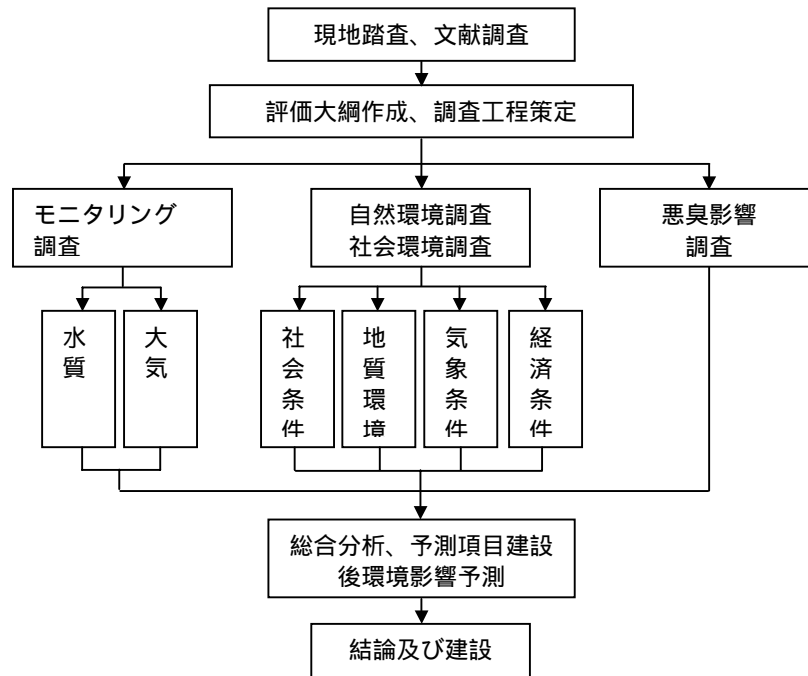 現地踏査、文献調査
評価大綱作成、調査工程策定
モニタリング
調査
自然環境調査
社会環境調査
悪臭影響
調査
水質
大気
社会条件
地質環境
気象条件
経済条件
総合分析、予測項目建設
後環境影響予測
結論及び建設